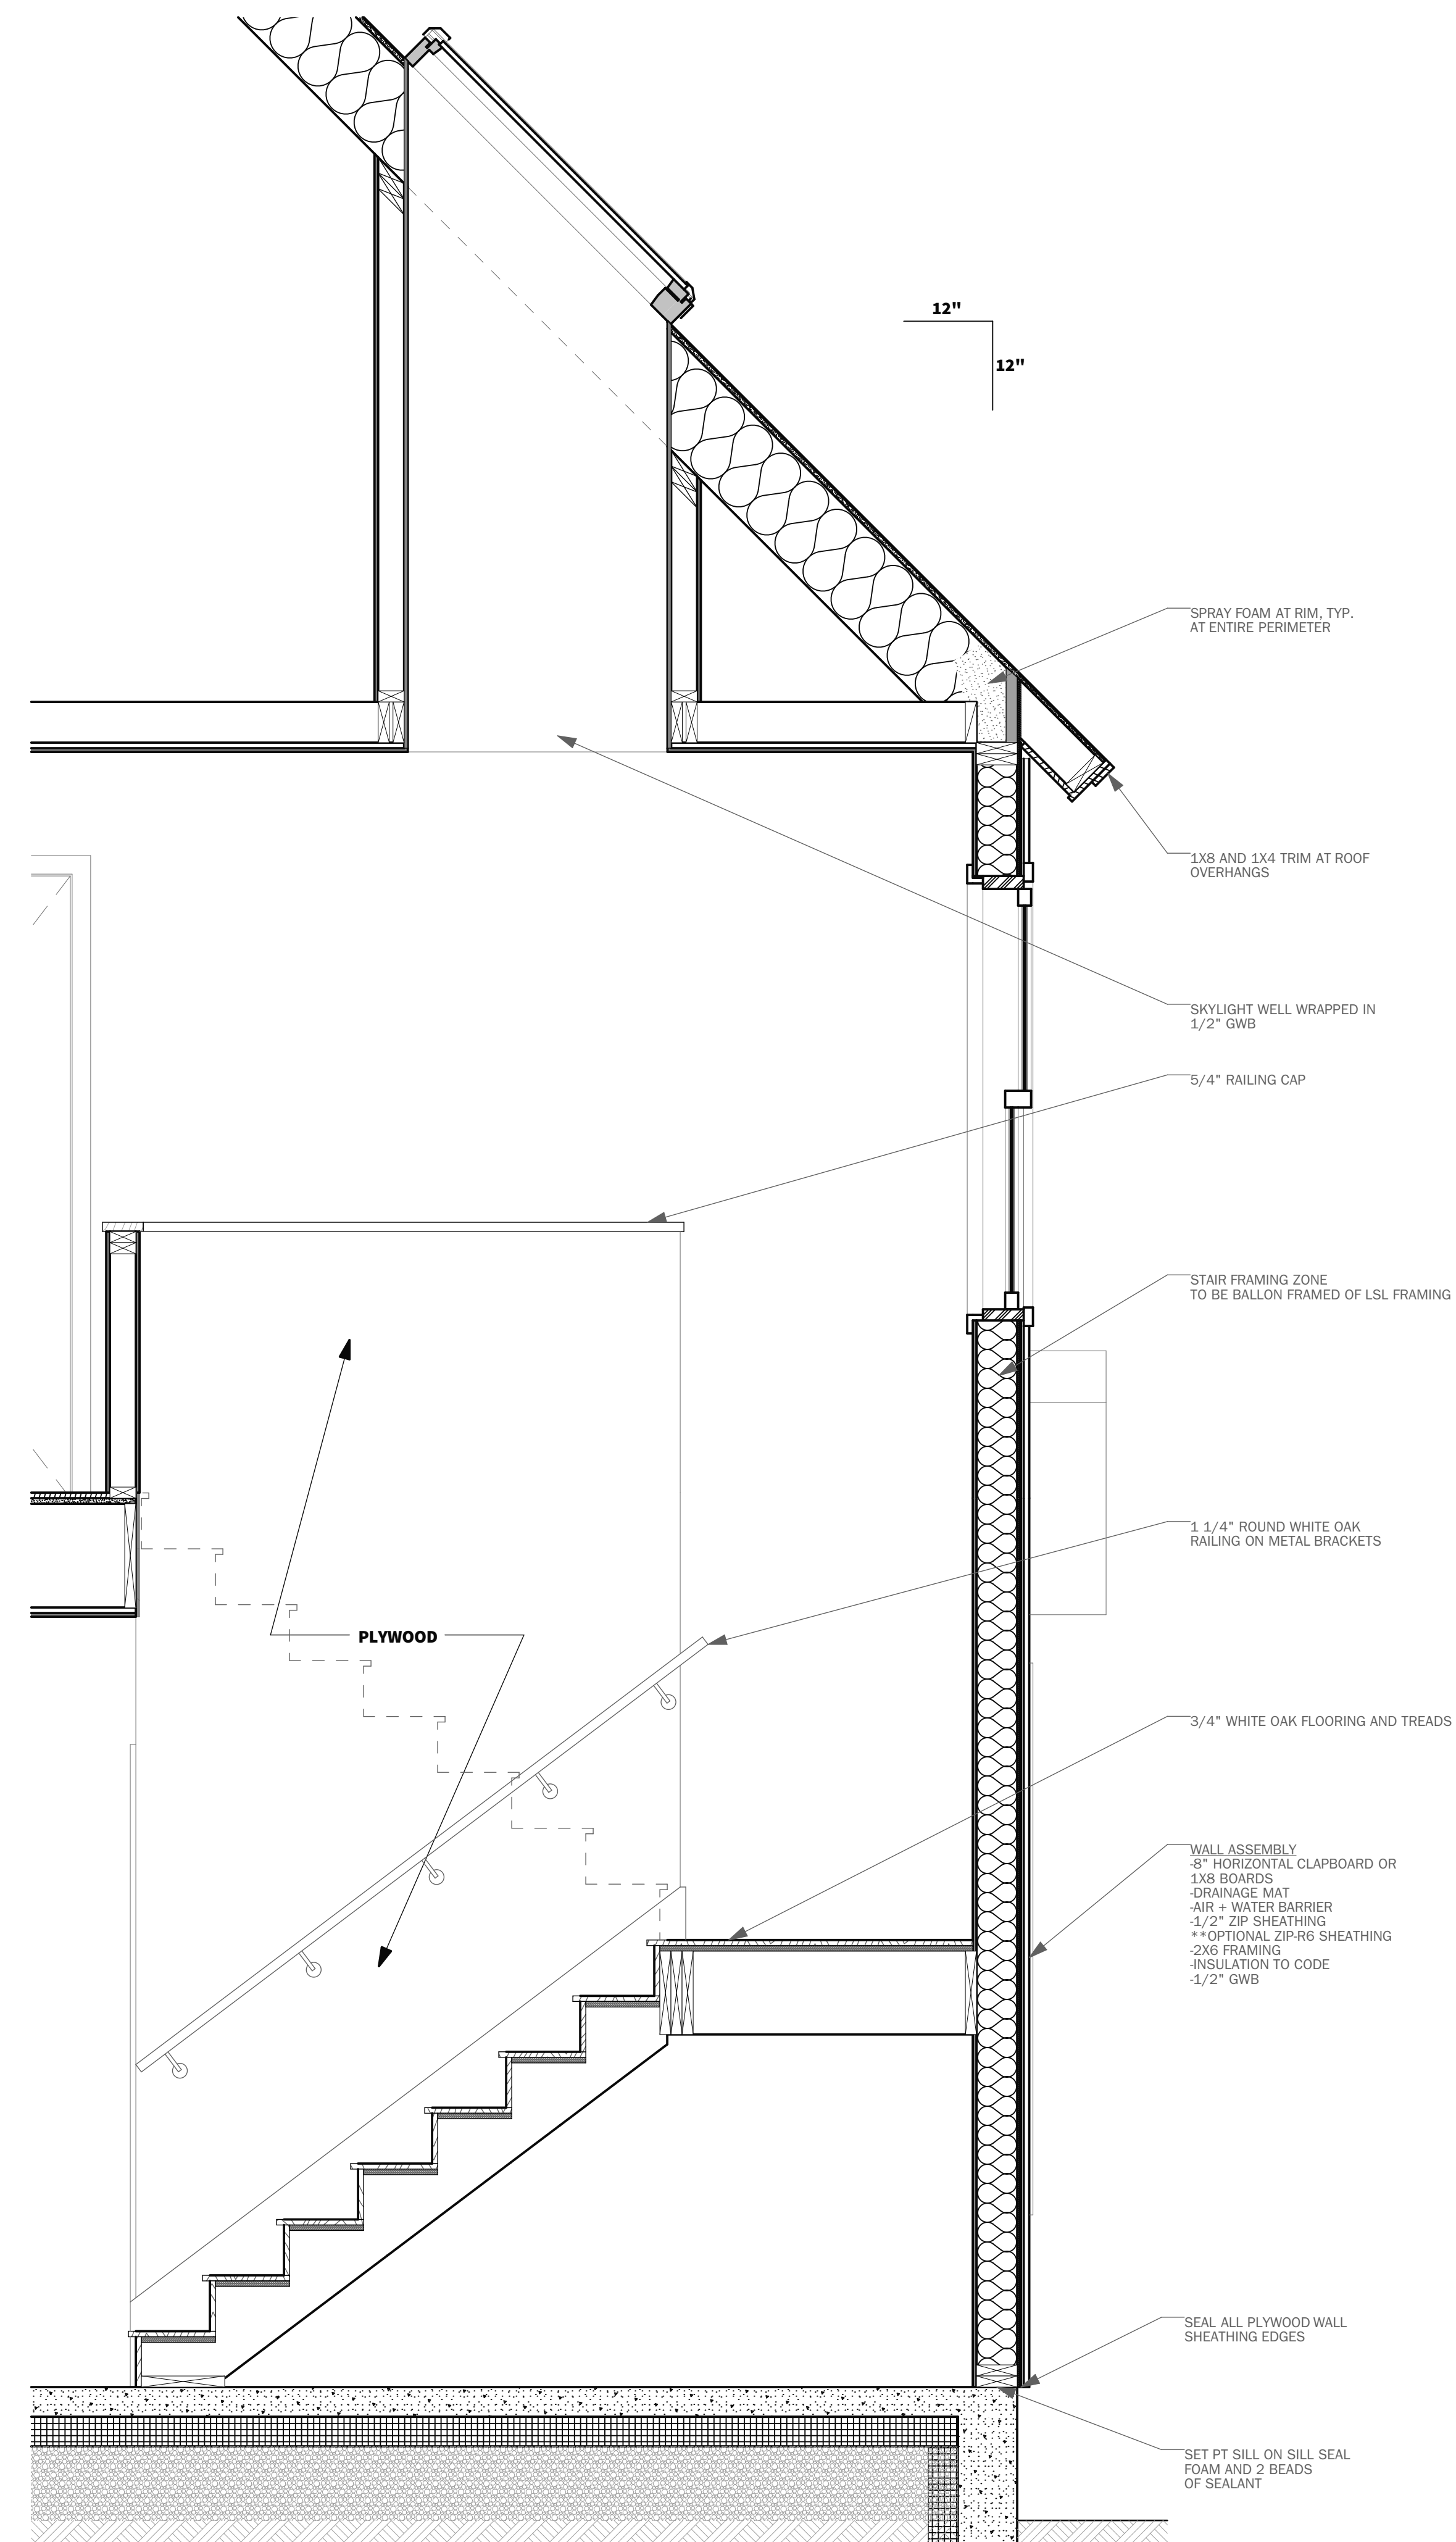 12"
12"
SPRAY FOAM AT RIM, TYP.
AT ENTIRE PERIMETER
1X8 AND 1X4 TRIM AT ROOF
OVERHANGS
SKYLIGHT WELL WRAPPED IN
1/2" GWB
5/4" RAILING CAP
STAIR FRAMING ZONE
TO BE BALLON FRAMED OF LSL FRAMING
1 1/4" ROUND WHITE OAK
RAILING ON METAL BRACKETS
PLYWOOD
3/4" WHITE OAK FLOORING AND TREADS
WALL ASSEMBLY
-8" HORIZONTAL CLAPBOARD OR
1X8 BOARDS
-DRAINAGE MAT
-AIR + WATER BARRIER
-1/2" ZIP SHEATHING
**OPTIONAL ZIP-R6 SHEATHING
-2X6 FRAMING
-INSULATION TO CODE
-1/2" GWB
SEAL ALL PLYWOOD WALL
SHEATHING EDGES
SET PT SILL ON SILL SEAL
FOAM AND 2 BEADS
OF SEALANT